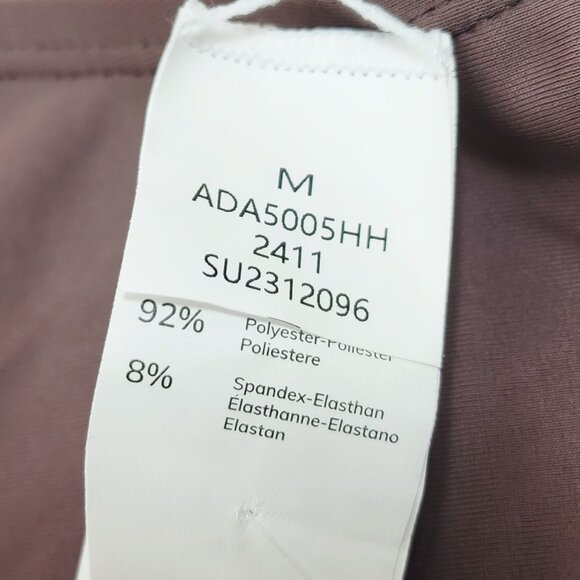 M
ADA5005HH
2411
SU2312096
92% Polyester-Poliester
Poliestere
8% Spandex-Elasthan
Élasthanne-Elastano
Elastan